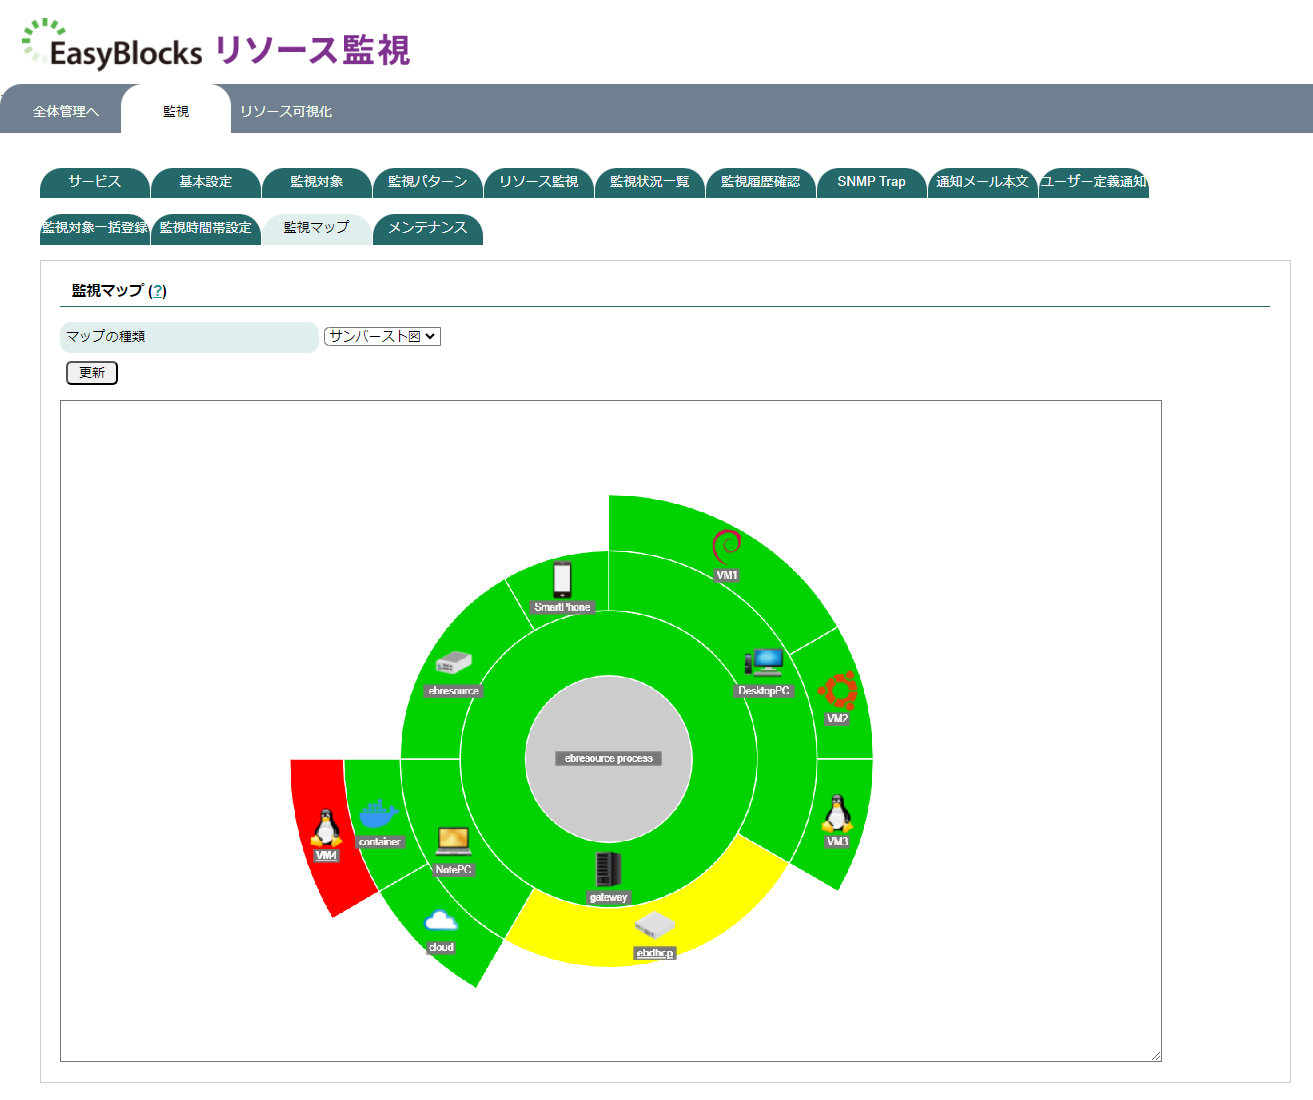 EasyBlocks リソース監視
全体管理へ 監視 リソース可視化
サービス 基本設定 監視対象 監視パターン リソース監視 監視状況一覧 監視履歴確認 SNMP Trap 通知メール本文 ユーザー定義通知
監視対象一括登録 監視時間帯設定 監視マップ メンテナンス
監視マップ (?)
マップの種類 サンバースト図
更新
VM1
SmartPhone
ebresource
DesktopPC
VM2
ebresource process
container
VM3
VM4
NotePC
gateway
cloud
ebdhcp